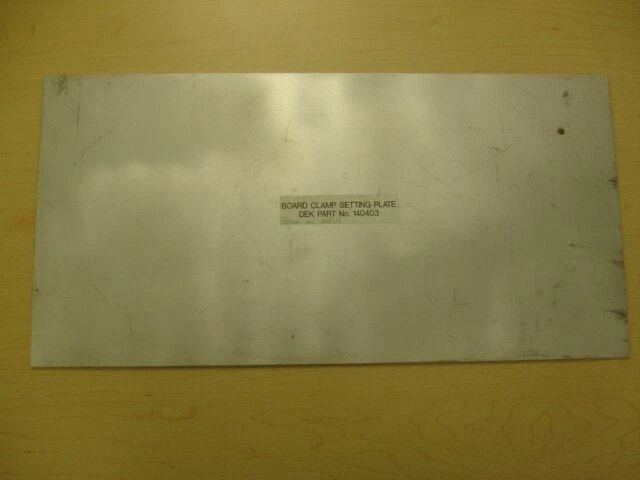 BOARD CLAMP SETTING PLATE
DEK PART No. 140403